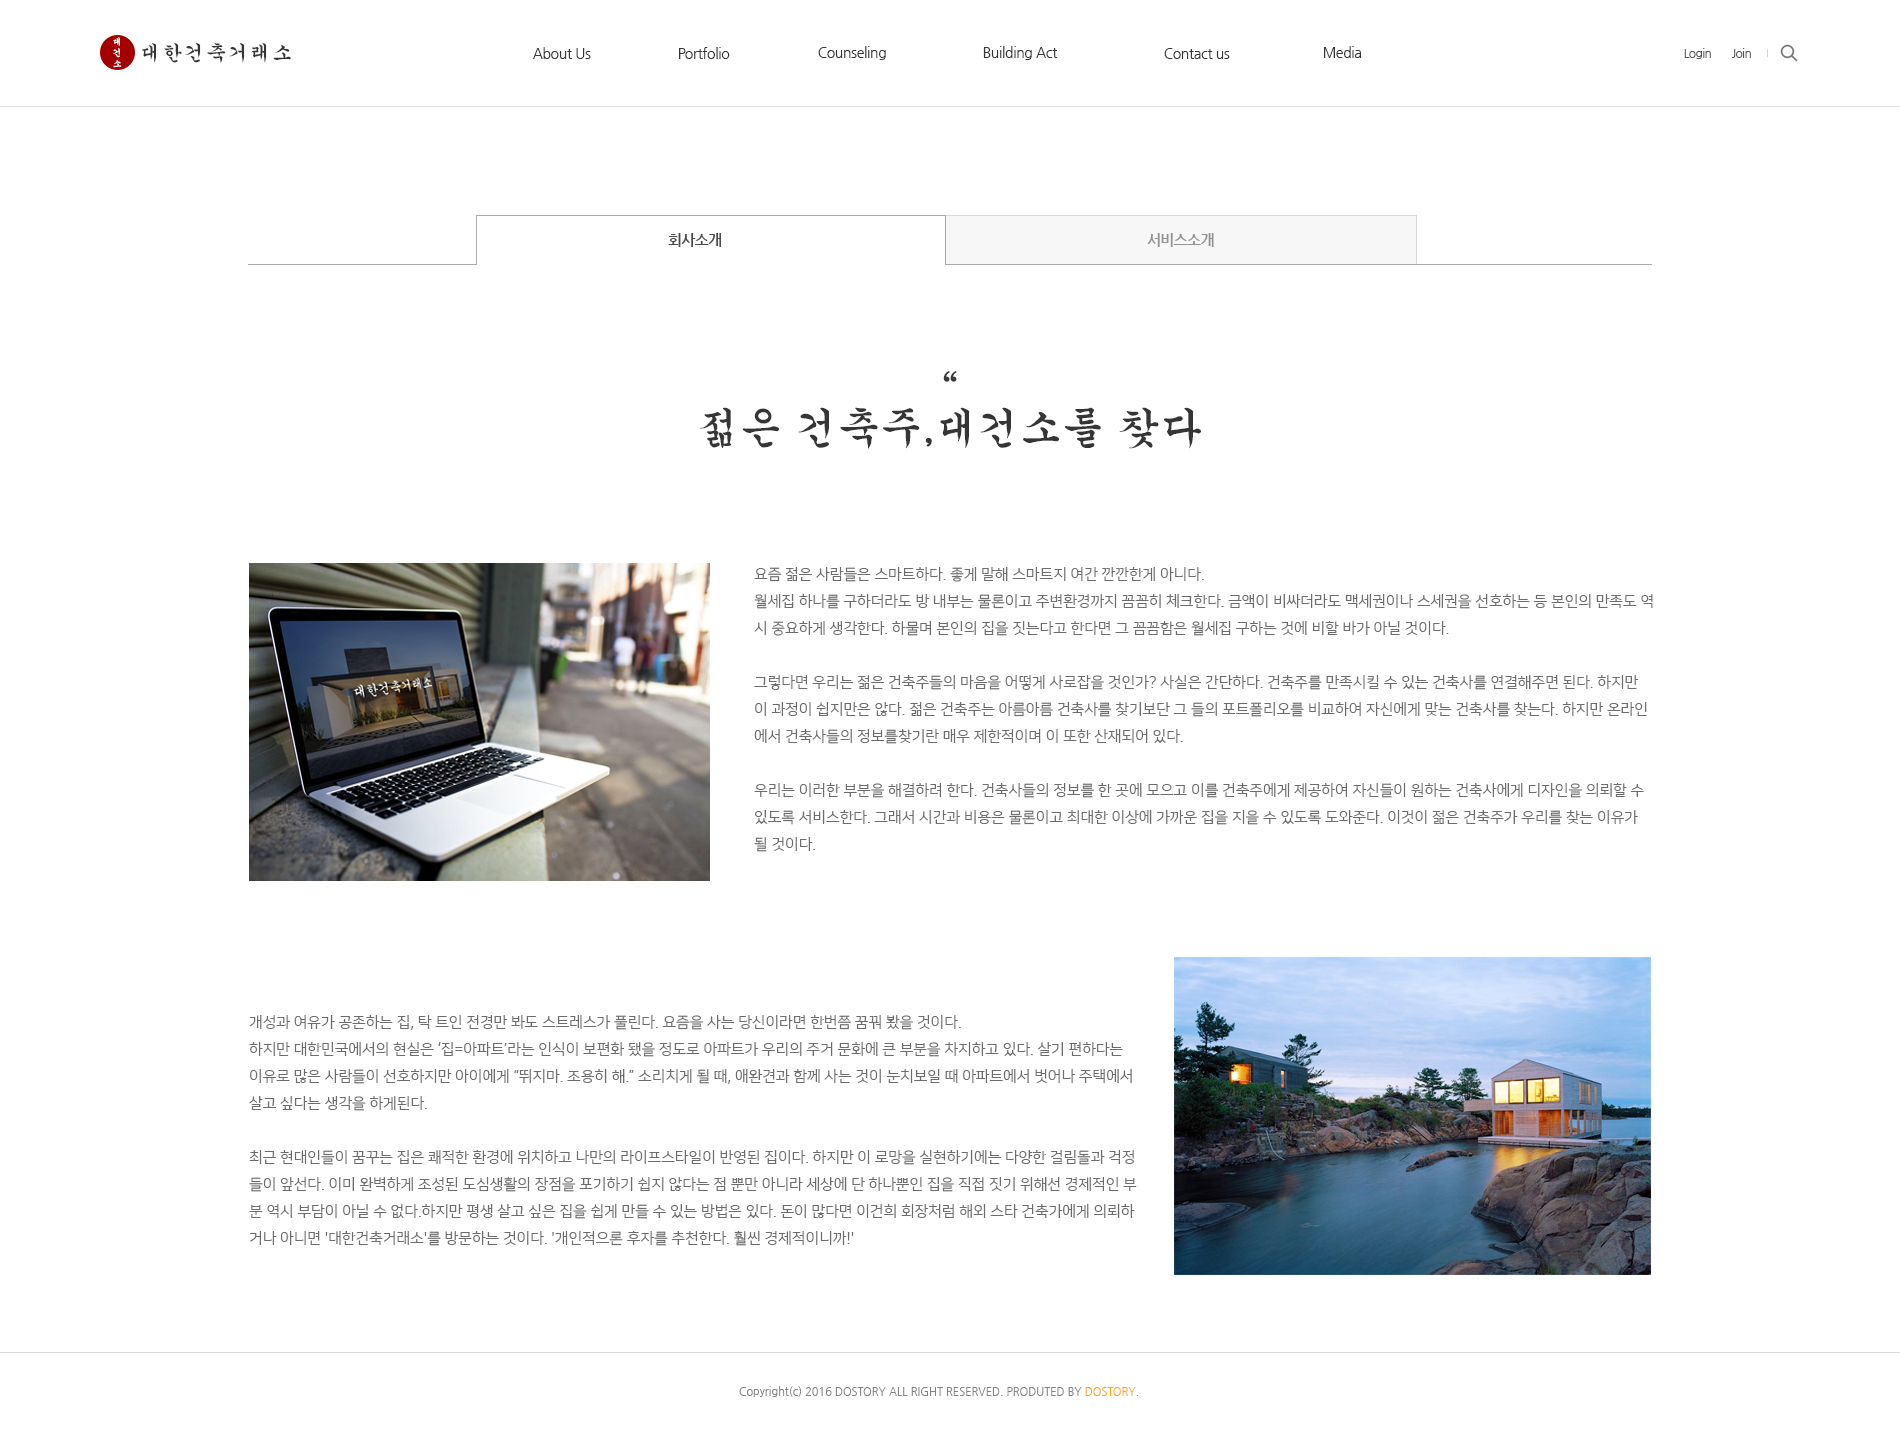 대건소 대한건축거래소
About Us Portfolio Counseling Building Act Contact us Media
Login Join
회사소개 서비스소개
“
젊은 건축주,대건소를 찾다
대한건축거래소
요즘 젊은 사람들은 스마트하다. 좋게 말해 스마트지 여간 깐깐한게 아니다.
월세집 하나를 구하더라도 방 내부는 물론이고 주변환경까지 꼼꼼히 체크한다. 금액이 비싸더라도 맥세권이나 스세권을 선호하는 등 본인의 만족도 역
시 중요하게 생각한다. 하물며 본인의 집을 짓는다고 한다면 그 꼼꼼함은 월세집 구하는 것에 비할 바가 아닐 것이다.
그렇다면 우리는 젊은 건축주들의 마음을 어떻게 사로잡을 것인가? 사실은 간단하다. 건축주를 만족시킬 수 있는 건축사를 연결해주면 된다. 하지만
이 과정이 쉽지만은 않다. 젊은 건축주는 아름아름 건축사를 찾기보단 그 들의 포트폴리오를 비교하여 자신에게 맞는 건축사를 찾는다. 하지만 온라인
에서 건축사들의 정보를찾기란 매우 제한적이며 이 또한 산재되어 있다.
우리는 이러한 부분을 해결하려 한다. 건축사들의 정보를 한 곳에 모으고 이를 건축주에게 제공하여 자신들이 원하는 건축사에게 디자인을 의뢰할 수
있도록 서비스한다. 그래서 시간과 비용은 물론이고 최대한 이상에 가까운 집을 지을 수 있도록 도와준다. 이것이 젊은 건축주가 우리를 찾는 이유가
될 것이다.
개성과 여유가 공존하는 집, 탁 트인 전경만 봐도 스트레스가 풀린다. 요즘을 사는 당신이라면 한번쯤 꿈꿔 봤을 것이다.
하지만 대한민국에서의 현실은 ‘집=아파트’라는 인식이 보편화 됐을 정도로 아파트가 우리의 주거 문화에 큰 부분을 차지하고 있다. 살기 편하다는
이유로 많은 사람들이 선호하지만 아이에게 “뛰지마. 조용히 해.” 소리치게 될 때, 애완견과 함께 사는 것이 눈치보일 때 아파트에서 벗어나 주택에서
살고 싶다는 생각을 하게된다.
최근 현대인들이 꿈꾸는 집은 쾌적한 환경에 위치하고 나만의 라이프스타일이 반영된 집이다. 하지만 이 로망을 실현하기에는 다양한 걸림돌과 걱정
들이 앞선다. 이미 완벽하게 조성된 도심생활의 장점을 포기하기 쉽지 않다는 점 뿐만 아니라 세상에 단 하나뿐인 집을 직접 짓기 위해선 경제적인 부
분 역시 부담이 아닐 수 없다.하지만 평생 살고 싶은 집을 쉽게 만들 수 있는 방법은 있다. 돈이 많다면 이건희 회장처럼 해외 스타 건축가에게 의뢰하
거나 아니면 '대한건축거래소'를 방문하는 것이다. '개인적으론 후자를 추천한다. 훨씬 경제적이니까!'
Copyright(c) 2016 DOSTORY ALL RIGHT RESERVED. PRODUTED BY DOSTORY.